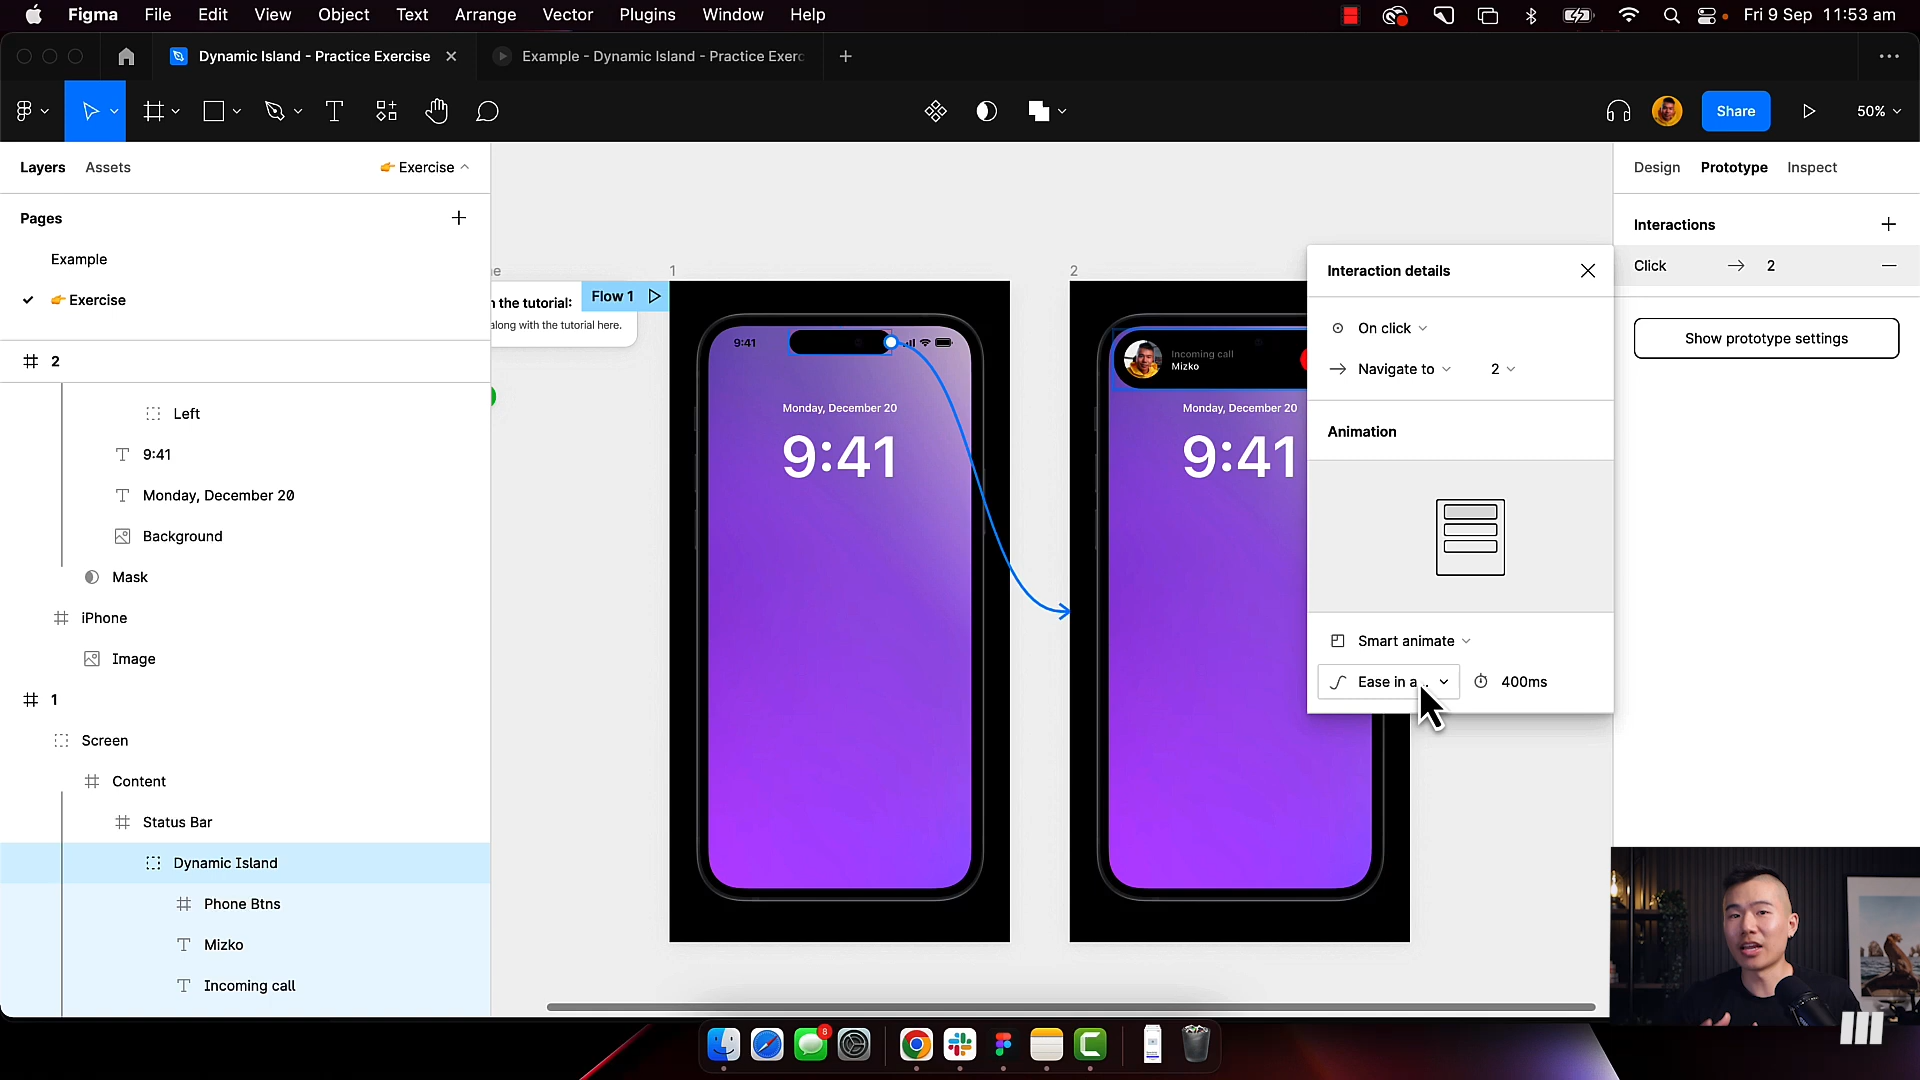 Figma File Edit View Object Text Arrange Vector Plugins Window Help Fri 9 Sep 11:53 am
Dynamic Island - Practice Exercise Example - Dynamic Island - Practice Exerc
Share 50%
Layers Assets 👉 Exercise
Design Prototype Inspect
Pages
Example
👉 Exercise
2
Left
9:41
Monday, December 20
Background
Mask
iPhone
Image
1
Screen
Content
Status Bar
Dynamic Island
Phone Btns
Mizko
Incoming call
e
n the tutorial:
along with the tutorial here.
Flow 1
1
9:41
Monday, December 20
9:41
2
Incoming call
Mizko
Monday, December 20
9:41
Interaction details
On click
Navigate to 2
Animation
Smart animate
Ease in a... 400ms
Interactions
Click 2
Show prototype settings
8